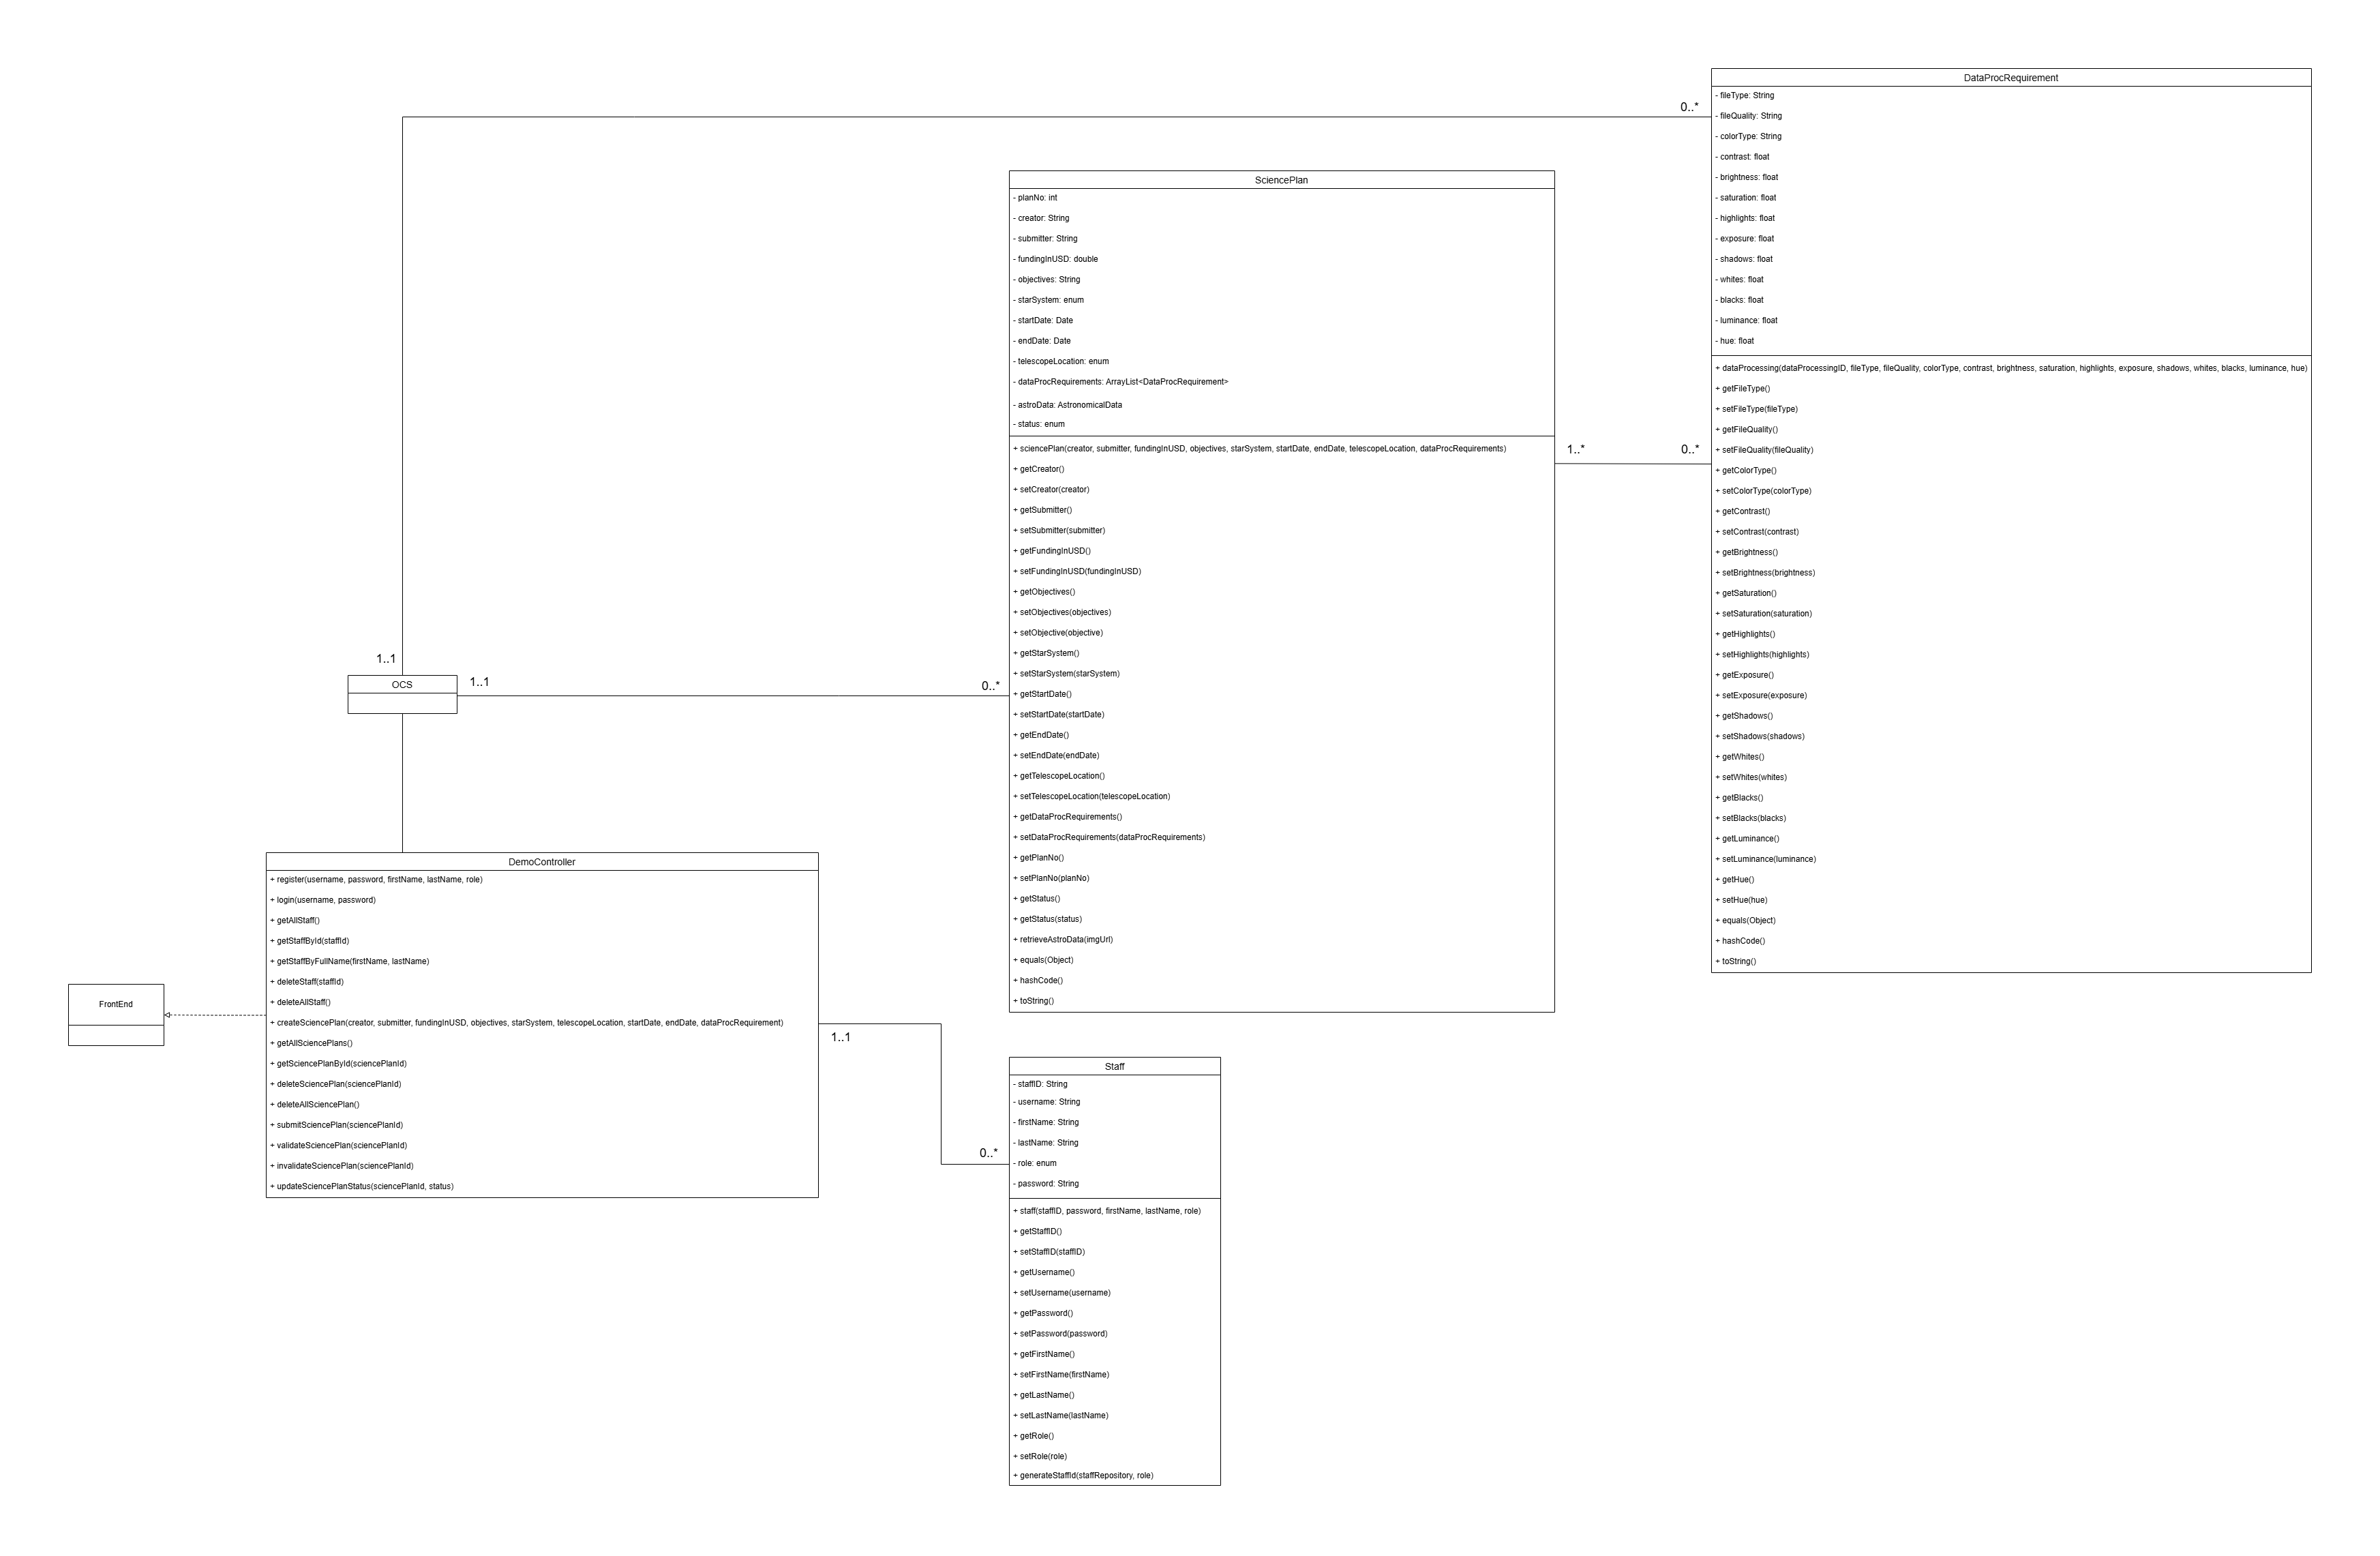 DataProcRequirement
- fileType: String
- fileQuality: String
- colorType: String
- contrast: float
- brightness: float
- saturation: float
- highlights: float
- exposure: float
- shadows: float
- whites: float
- blacks: float
- luminance: float
- hue: float
+ dataProcessing(dataProcessingID, fileType, fileQuality, colorType, contrast, brightness, saturation, highlights, exposure, shadows, whites, blacks, luminance, hue)
+ getFileType()
+ setFileType(fileType)
+ getFileQuality()
+ setFileQuality(fileQuality)
+ getColorType()
+ setColorType(colorType)
+ getContrast()
+ setContrast(contrast)
+ getBrightness()
+ setBrightness(brightness)
+ getSaturation()
+ setSaturation(saturation)
+ getHighlights()
+ setHighlights(highlights)
+ getExposure()
+ setExposure(exposure)
+ getShadows()
+ setShadows(shadows)
+ getWhites()
+ setWhites(whites)
+ getBlacks()
+ setBlacks(blacks)
+ getLuminance()
+ setLuminance(luminance)
+ getHue()
+ setHue(hue)
+ equals(Object)
+ hashCode()
+ toString()
0..*
SciencePlan
- planNo: int
- creator: String
- submitter: String
- fundingInUSD: double
- objectives: String
- starSystem: enum
- startDate: Date
- endDate: Date
- telescopeLocation: enum
- dataProcRequirements: ArrayList<DataProcRequirement>
- astroData: AstronomicalData
- status: enum
+ sciencePlan(creator, submitter, fundingInUSD, objectives, starSystem, startDate, endDate, telescopeLocation, dataProcRequirements)
+ getCreator()
+ setCreator(creator)
+ getSubmitter()
+ setSubmitter(submitter)
+ getFundingInUSD()
+ setFundingInUSD(fundingInUSD)
+ getObjectives()
+ setObjectives(objectives)
+ setObjective(objective)
+ getStarSystem()
+ setStarSystem(starSystem)
+ getStartDate()
+ setStartDate(startDate)
+ getEndDate()
+ setEndDate(endDate)
+ getTelescopeLocation()
+ setTelescopeLocation(telescopeLocation)
+ getDataProcRequirements()
+ setDataProcRequirements(dataProcRequirements)
+ getPlanNo()
+ setPlanNo(planNo)
+ getStatus()
+ getStatus(status)
+ retrieveAstroData(imgUrl)
+ equals(Object)
+ hashCode()
+ toString()
1..*
0..*
1..1
OCS
1..1
0..*
DemoController
+ register(username, password, firstName, lastName, role)
+ login(username, password)
+ getAllStaff()
+ getStaffById(staffId)
+ getStaffByFullName(firstName, lastName)
+ deleteStaff(staffId)
+ deleteAllStaff()
+ createSciencePlan(creator, submitter, fundingInUSD, objectives, starSystem, telescopeLocation, startDate, endDate, dataProcRequirement)
+ getAllSciencePlans()
+ getSciencePlanById(sciencePlanId)
+ deleteSciencePlan(sciencePlanId)
+ deleteAllSciencePlan()
+ submitSciencePlan(sciencePlanId)
+ validateSciencePlan(sciencePlanId)
+ invalidateSciencePlan(sciencePlanId)
+ updateSciencePlanStatus(sciencePlanId, status)
FrontEnd
1..1
0..*
Staff
- staffID: String
- username: String
- firstName: String
- lastName: String
- role: enum
- password: String
+ staff(staffID, password, firstName, lastName, role)
+ getStaffID()
+ setStaffID(staffID)
+ getUsername()
+ setUsername(username)
+ getPassword()
+ setPassword(password)
+ getFirstName()
+ setFirstName(firstName)
+ getLastName()
+ setLastName(lastName)
+ getRole()
+ setRole(role)
+ generateStaffId(staffRepository, role)